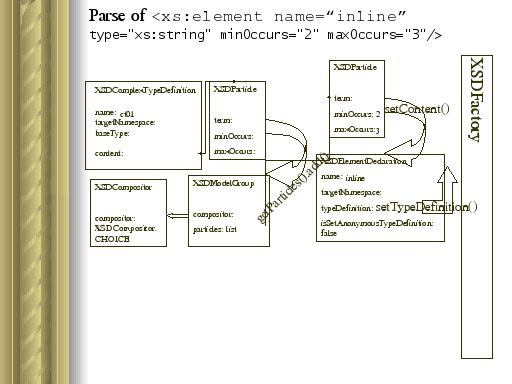 Parse of <xs:element name=“inline”
type="xs:string" minOccurs="2" maxOccurs="3"/>
XSDFactory
XSDComplexTypeDefinition
name: ct01
targetNamespace:
baseType:
content:
XSDParticle
term:
minOccurs:
maxOccurs:
XSDParticle
term:
minOccurs: 2
maxOccurs:3
setContent()
getParticles().add()
XSDElementDeclaration
name: inline
targetNamespace:
typeDefinition:
setTypeDefinition()
isSetAnonymousTypeDefinition:
false
XSDCompositor
compositor:
XSDCompositor.
CHOICE
XSDModelGroup
compositor:
particles: list